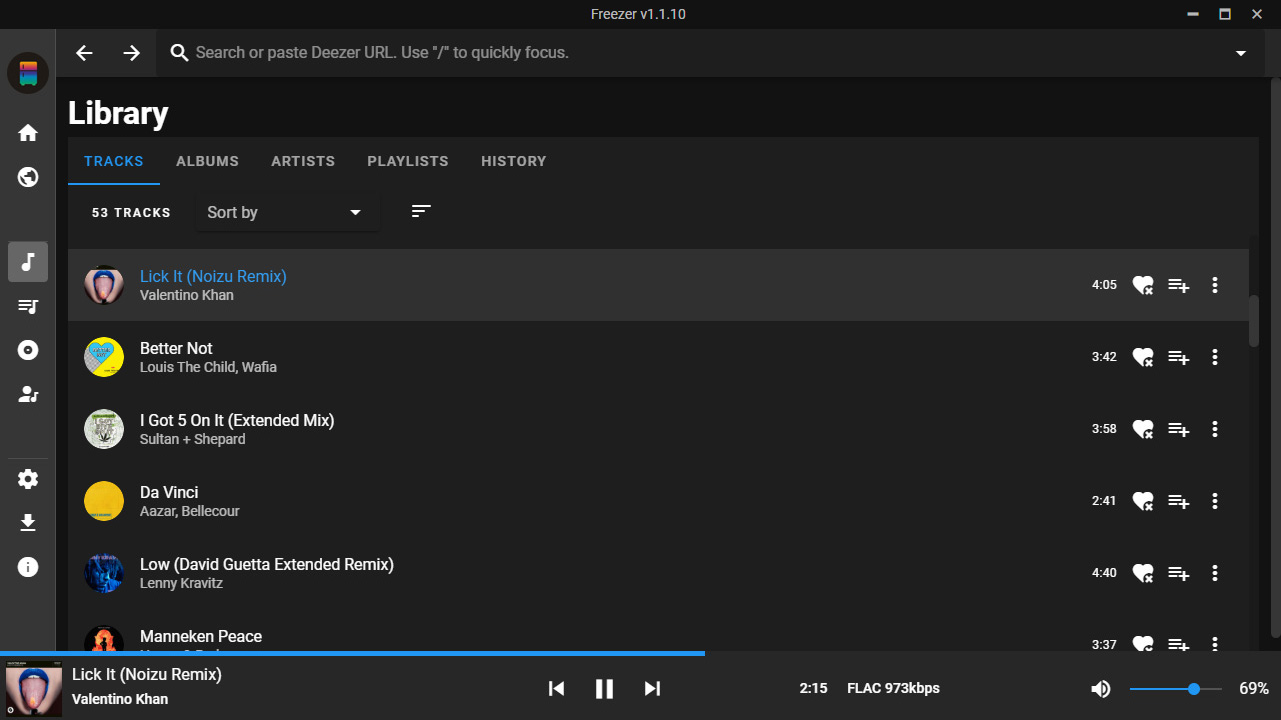 Freezer v1.1.10
Search or paste Deezer URL. Use "/" to quickly focus.
Library
TRACKS ALBUMS ARTISTS PLAYLISTS HISTORY
53 TRACKS Sort by
Lick It (Noizu Remix)
Valentino Khan
4:05
Better Not
Louis The Child, Wafia
3:42
I Got 5 On It (Extended Mix)
Sultan + Shepard
3:58
Da Vinci
Aazar, Bellecour
2:41
Low (David Guetta Extended Remix)
Lenny Kravitz
4:40
Manneken Peace
3:37
Lick It (Noizu Remix)
Valentino Khan
2:15 FLAC 973kbps
69%